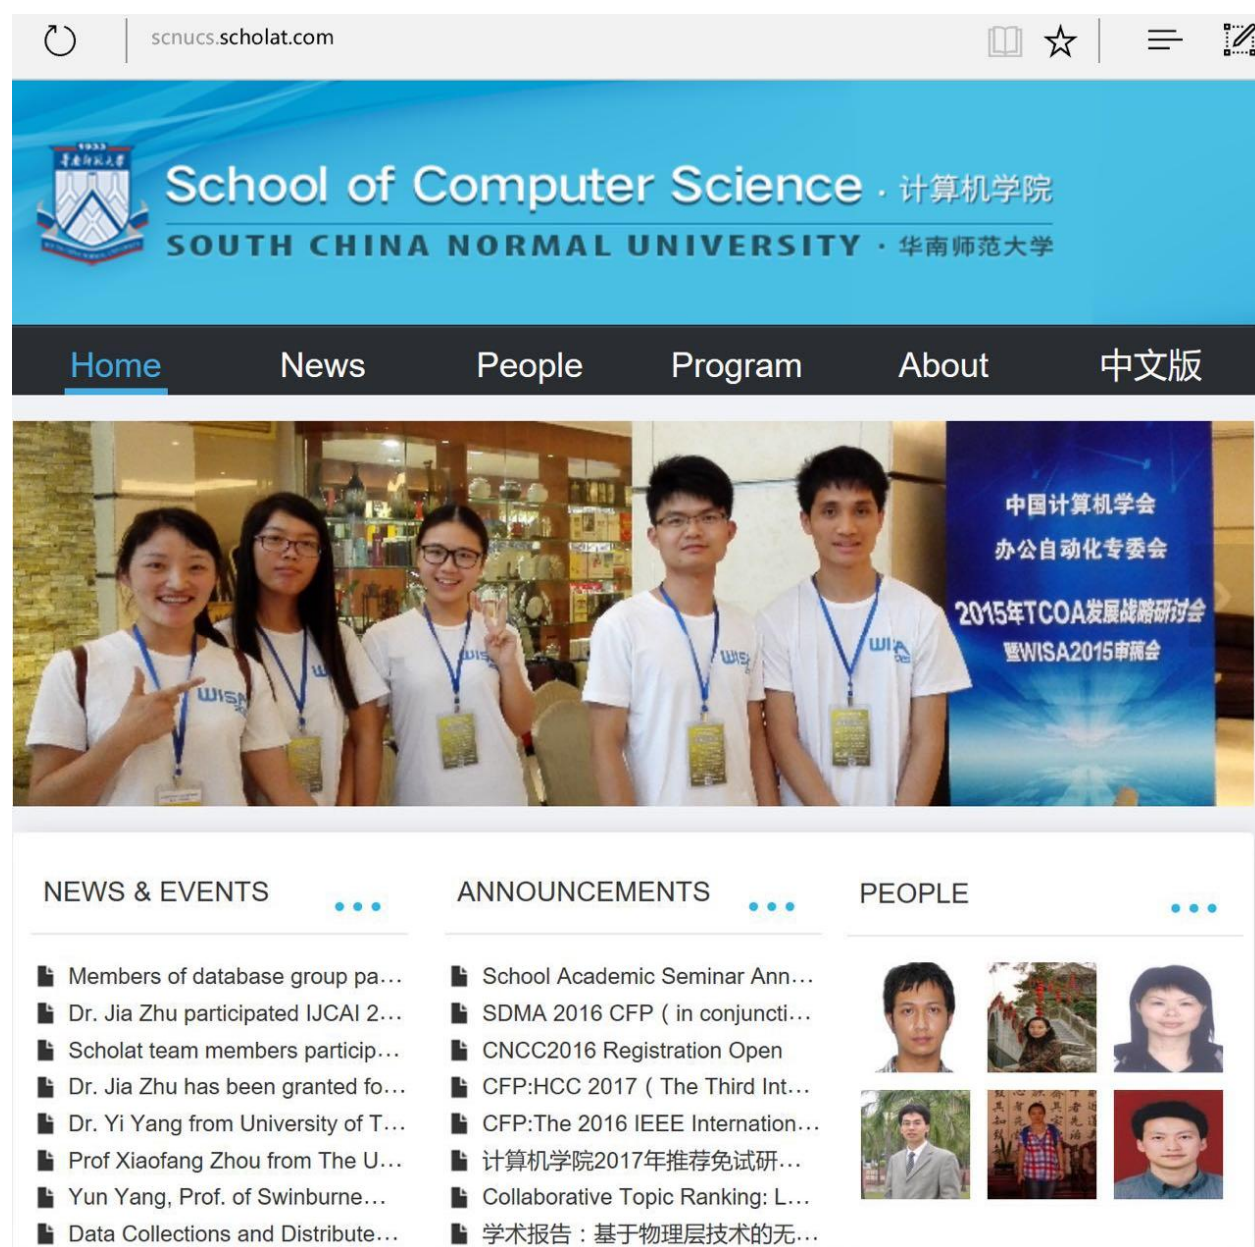 scnucs.scholat.com
1933
华南师范大学
School of Computer Science · 计算机学院
SOUTH CHINA NORMAL UNIVERSITY · 华南师范大学
Home News People Program About 中文版
中国计算机学会
办公自动化专委会
2015年TCOA发展战略研讨会
暨WISA2015审稿会
WISA
WISA
NEWS & EVENTS
Members of database group pa...
Dr. Jia Zhu participated IJCAI 2...
Scholat team members particip...
Dr. Jia Zhu has been granted fo...
Dr. Yi Yang from University of T...
Prof Xiaofang Zhou from The U...
Yun Yang, Prof. of Swinburne...
Data Collections and Distribute...
ANNOUNCEMENTS
School Academic Seminar Ann...
SDMA 2016 CFP ( in conjuncti...
CNCC2016 Registration Open
CFP:HCC 2017 ( The Third Int...
CFP:The 2016 IEEE Internation...
计算机学院2017年推荐免试研...
Collaborative Topic Ranking: L...
学术报告：基于物理层技术的无...
PEOPLE